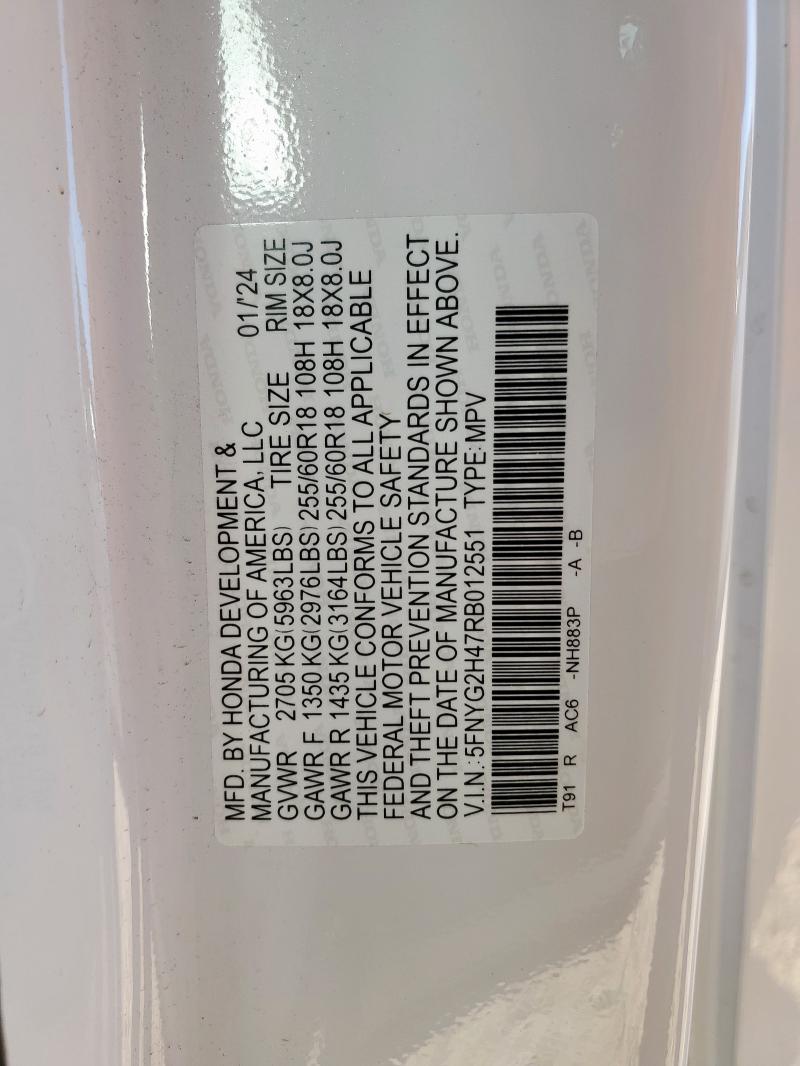 MFD. BY HONDA DEVELOPMENT &
MANUFACTURING OF AMERICA, LLC 01/'24
GVWR 2705 KG(5963LBS) TIRE SIZE RIM SIZE
GAWR F 1350 KG(2976LBS) 255/60R18 108H 18X8.0J
GAWR R 1435 KG(3164LBS) 255/60R18 108H 18X8.0J
THIS VEHICLE CONFORMS TO ALL APPLICABLE
FEDERAL MOTOR VEHICLE SAFETY
AND THEFT PREVENTION STANDARDS IN EFFECT
ON THE DATE OF MANUFACTURE SHOWN ABOVE.
V.I.N.: 5FNYG2H47RB012551 TYPE: MPV
T91 R AC6 -NH883P -A -B